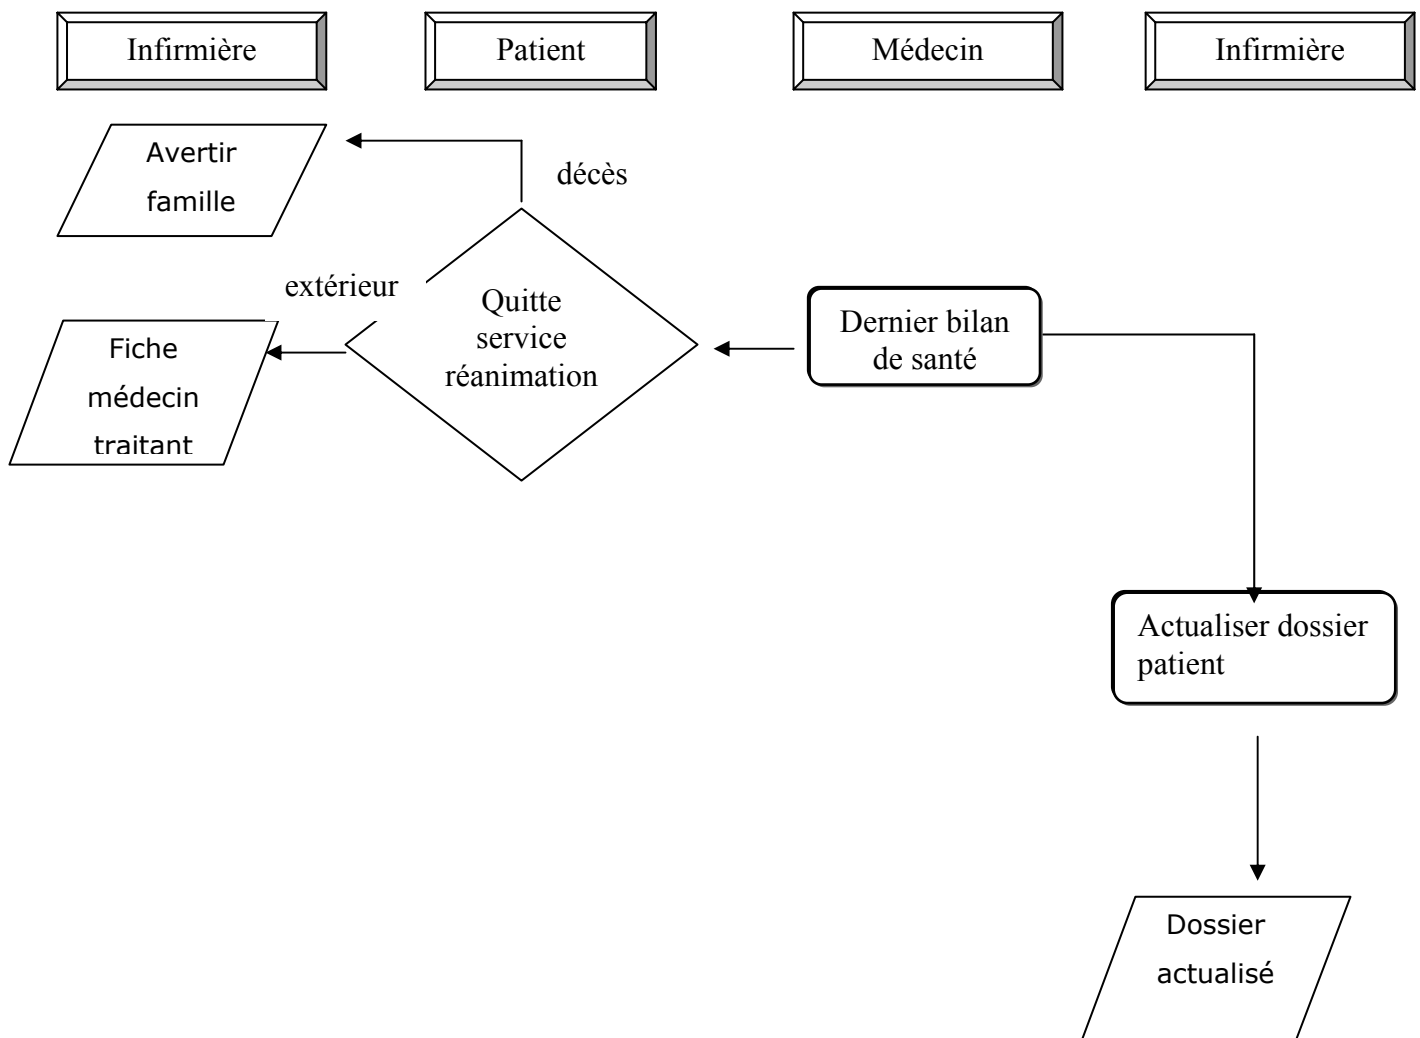 Infirmière
Patient
Médecin
Infirmière
Avertir
famille
décès
extérieur
Quitte
service
réanimation
Dernier bilan
de santé
Fiche
médecin
traitant
Actualiser dossier
patient
Dossier
actualisé